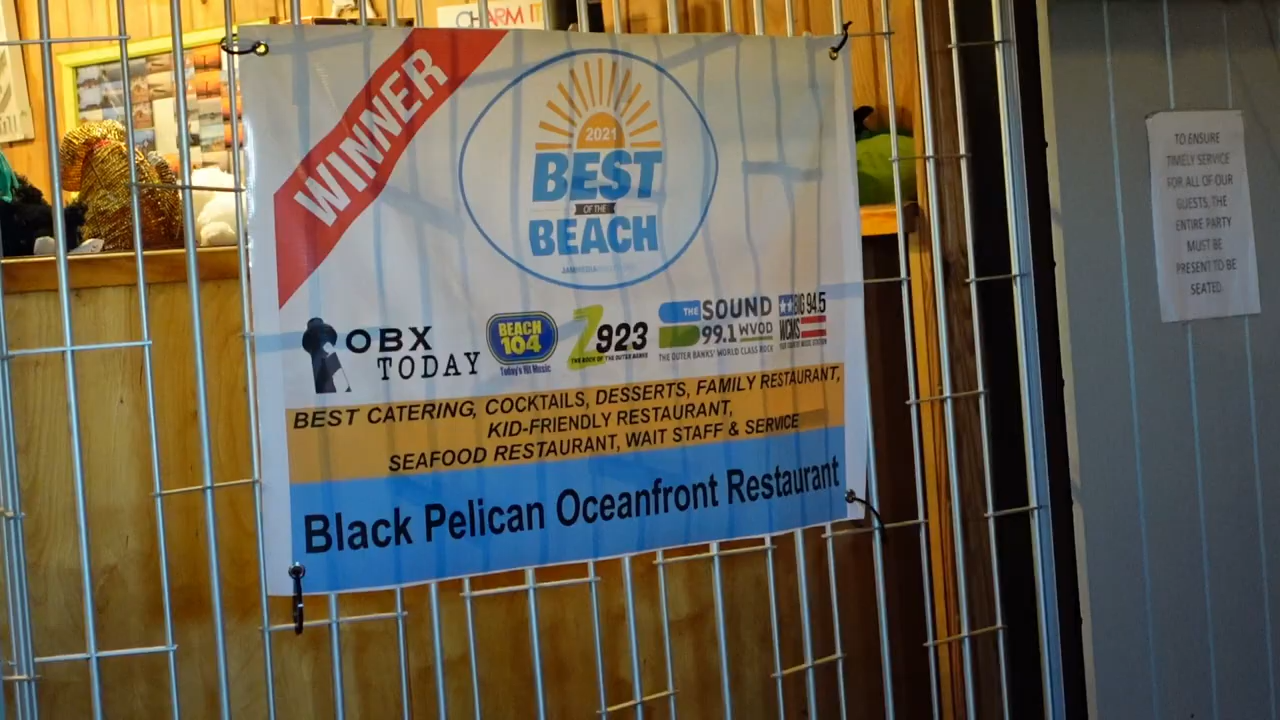 CHARM IT
WINNER
2021
BEST
OF THE
BEACH
OBX
TODAY
BEACH
104
Today's Hit Music
Z923
THE ROCK OF THE OUTER BANKS
THE SOUND
99.1 WVOD
THE OUTER BANKS' WORLD CLASS ROCK
BIG 94.5
WCMS
BEST CATERING, COCKTAILS, DESSERTS, FAMILY RESTAURANT,
KID-FRIENDLY RESTAURANT,
SEAFOOD RESTAURANT, WAIT STAFF & SERVICE
Black Pelican Oceanfront Restaurant
TO ENSURE
TIMELY SERVICE
FOR ALL OF OUR
GUESTS, THE
ENTIRE PARTY
MUST BE
PRESENT TO BE
SEATED.